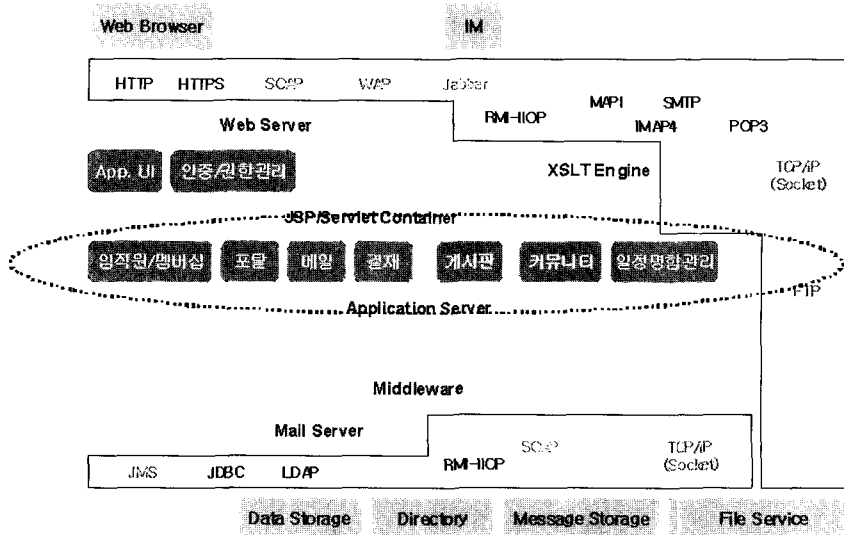 Web Browser IM
HTTP HTTPS SOAP WAP Jabber
RMI-IIOP MAPI SMTP
IMAP4 POP3
Web Server
App. UI 인증/권한관리 XSLT Engine TCP/IP
(Socket)
JSP/Servlet Container
임직원/멤버십 포탈 메일 결재 게시판 커뮤니티 일정명함관리
FTP
Application Server
Middleware
Mail Server
SOAP TCP/IP
(Socket)
JMS JDBC LDAP RMI-IIOP
Data Storage Directory Message Storage File Service